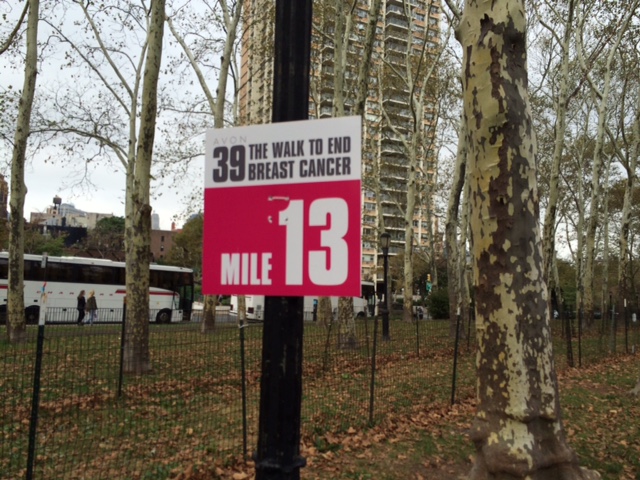 AVON
39 THE WALK TO END
BREAST CANCER
MILE 13